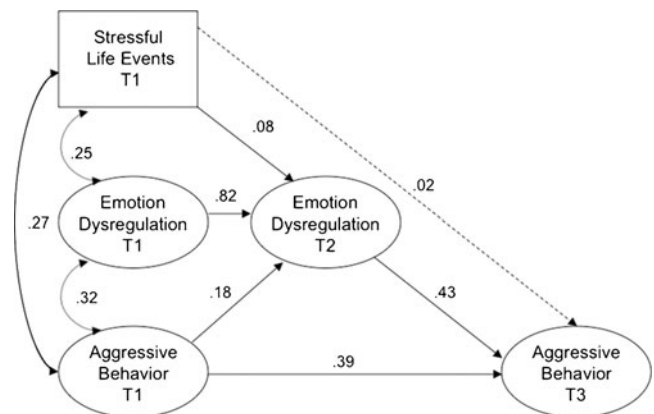 Stressful
Life Events
T1
.08
.25
.02
.82
Emotion
Dysregulation
T1
Emotion
Dysregulation
T2
.27
.32
.18
.43
Aggressive
Behavior
T1
.39
Aggressive
Behavior
T3